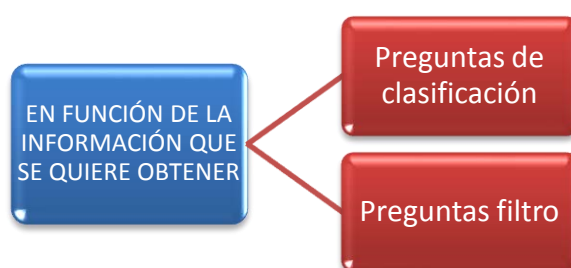 EN FUNCIÓN DE LA
INFORMACIÓN QUE
SE QUIERE OBTENER
Preguntas de
clasificación
Preguntas filtro